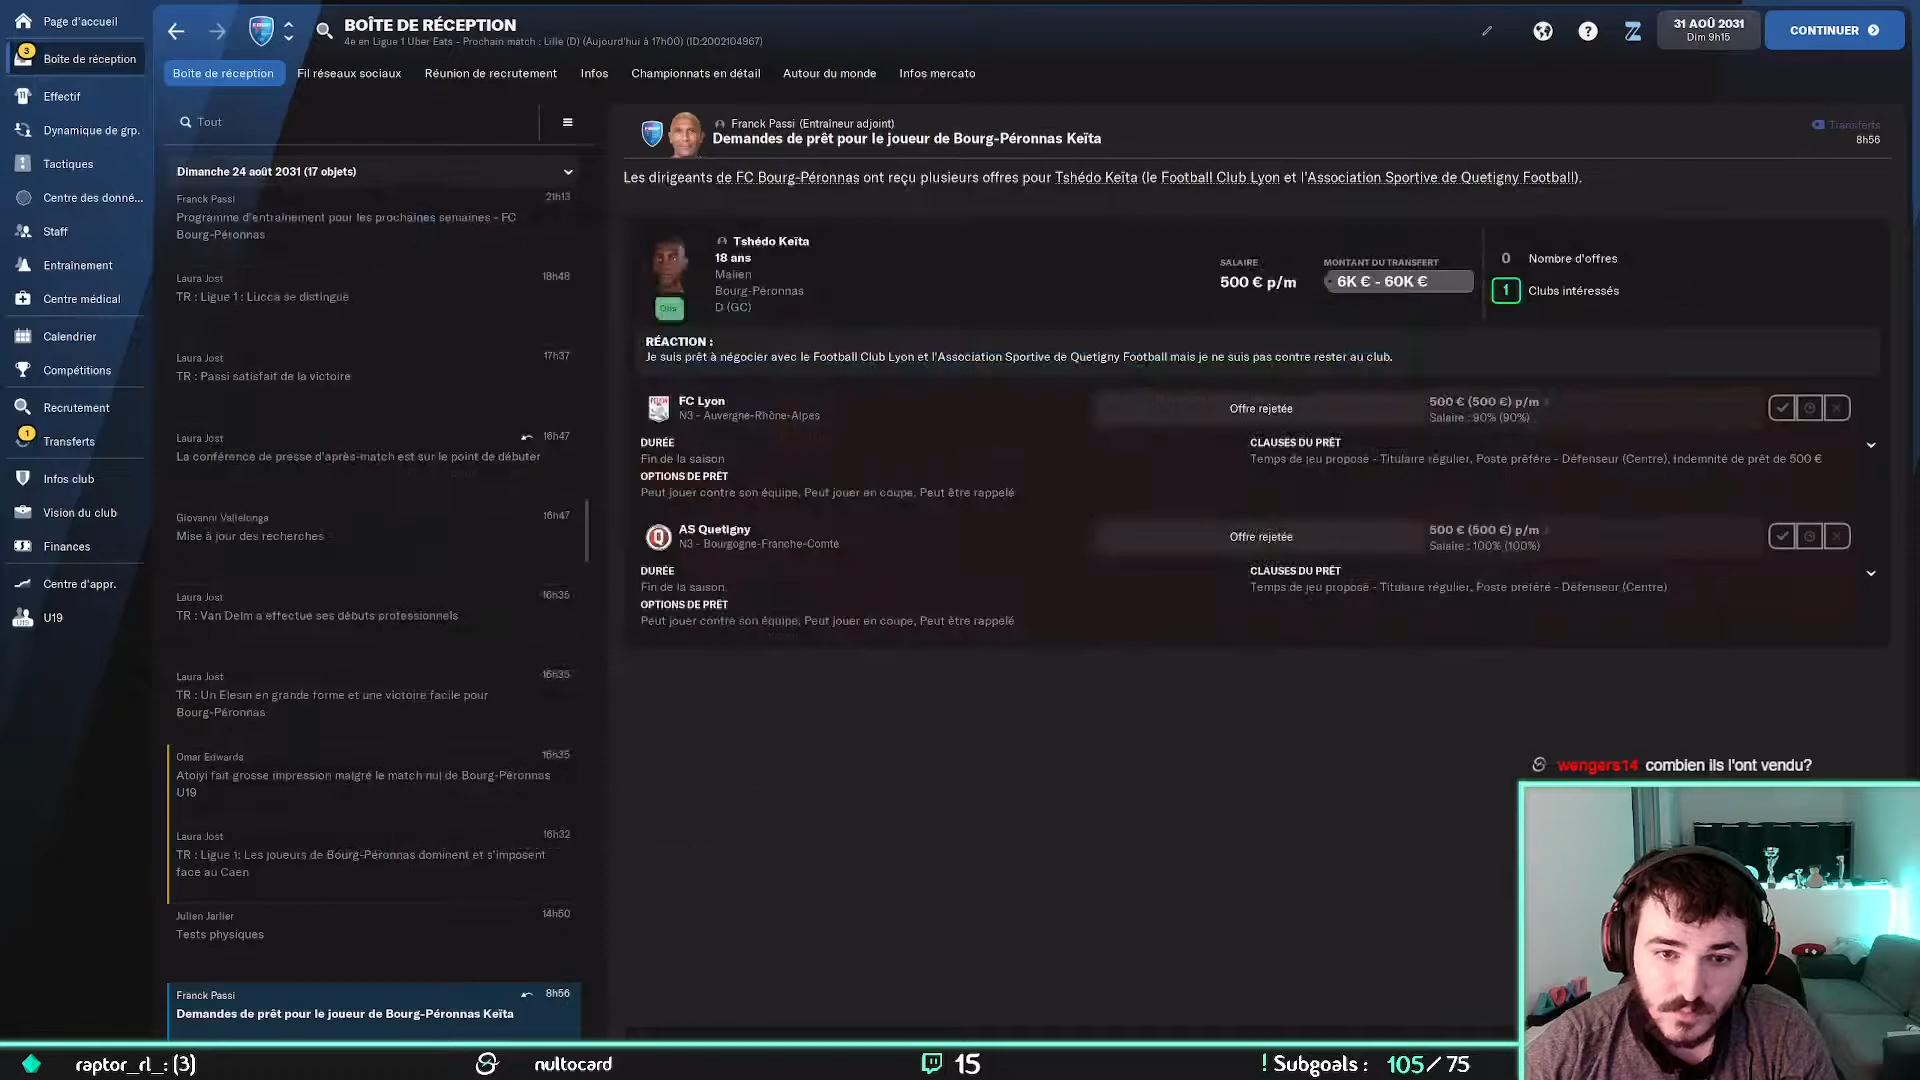 Page d'accueil
3
Boîte de réception
Effectif
Dynamique de grp.
Tactiques
Centre des donné...
Staff
Entraînement
Centre médical
Calendrier
Compétitions
Recrutement
1
Transferts
Infos club
Vision du club
Finances
Centre d'appr.
U19
BOÎTE DE RÉCEPTION
4e en Ligue 1 Uber Eats - Prochain match : Lille (D) (Aujourd'hui à 17h00) (ID:2002104967)
31 AOÛ 2031
Dim 9h15
CONTINUER
Boîte de réception
Fil réseaux sociaux
Réunion de recrutement
Infos
Championnats en détail
Autour du monde
Infos mercato
Tout
Dimanche 24 août 2031 (17 objets)
Franck Passi 21h13
Programme d'entraînement pour les prochaines semaines - FC
Bourg-Péronnas
Laura Jost 18h48
TR : Ligue 1 : Lucca se distingue
Laura Jost 17h37
TR : Passi satisfait de la victoire
Laura Jost 16h47
La conférence de presse d'après-match est sur le point de débuter
Giovanni Vallelonga 16h47
Mise à jour des recherches
Laura Jost 16h35
TR : Van Delm a effectué ses débuts professionnels
Laura Jost 16h35
TR : Un Elesin en grande forme et une victoire facile pour
Bourg-Péronnas
Omar Edwards 16h35
Atoiyi fait grosse impression malgré le match nul de Bourg-Péronnas
U19
Laura Jost 16h32
TR : Ligue 1: Les joueurs de Bourg-Péronnas dominent et s'imposent
face au Caen
Julien Jarlier 14h50
Tests physiques
Franck Passi 8h56
Demandes de prêt pour le joueur de Bourg-Péronnas Keïta
Franck Passi (Entraîneur adjoint)
Demandes de prêt pour le joueur de Bourg-Péronnas Keïta
Transferts
8h56
Les dirigeants de FC Bourg-Péronnas ont reçu plusieurs offres pour Tshédo Keïta (le Football Club Lyon et l'Association Sportive de Quetigny Football).
Tshédo Keïta
18 ans
Malien
Bourg-Péronnas
D (GC)
Obs
SALAIRE
500 € p/m
MONTANT DU TRANSFERT
6K € - 60K €
0 Nombre d'offres
1 Clubs intéressés
RÉACTION :
Je suis prêt à négocier avec le Football Club Lyon et l'Association Sportive de Quetigny Football mais je ne suis pas contre rester au club.
FC Lyon
N3 - Auvergne-Rhône-Alpes
Offre rejetée
500 € (500 €) p/m
Salaire : 90% (90%)
DURÉE
Fin de la saison
OPTIONS DE PRÊT
Peut jouer contre son équipe, Peut jouer en coupe, Peut être rappelé
CLAUSES DU PRÊT
Temps de jeu proposé - Titulaire régulier, Poste préféré - Défenseur (Centre), Indemnité de prêt de 500 €
Q
AS Quetigny
N3 - Bourgogne-Franche-Comté
Offre rejetée
500 € (500 €) p/m
Salaire : 100% (100%)
DURÉE
Fin de la saison
OPTIONS DE PRÊT
Peut jouer contre son équipe, Peut jouer en coupe, Peut être rappelé
CLAUSES DU PRÊT
Temps de jeu proposé - Titulaire régulier, Poste préféré - Défenseur (Centre)
wengers14 combien ils l'ont vendu?
raptor_rl_: (3)
nultocard
15
! Subgoals : 105 / 75